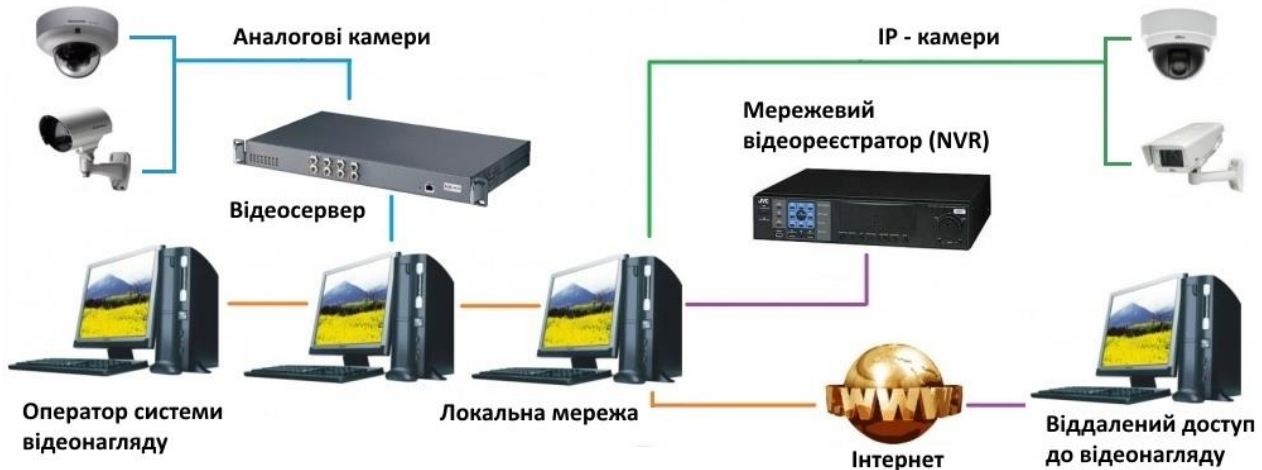 Аналогові камери
IP - камери
Мережевий
відеореєстратор (NVR)
JVC
Відеосервер
Оператор системи
відеонагляду
Локальна мережа
WWW
Інтернет
Віддалений доступ
до відеонагляду